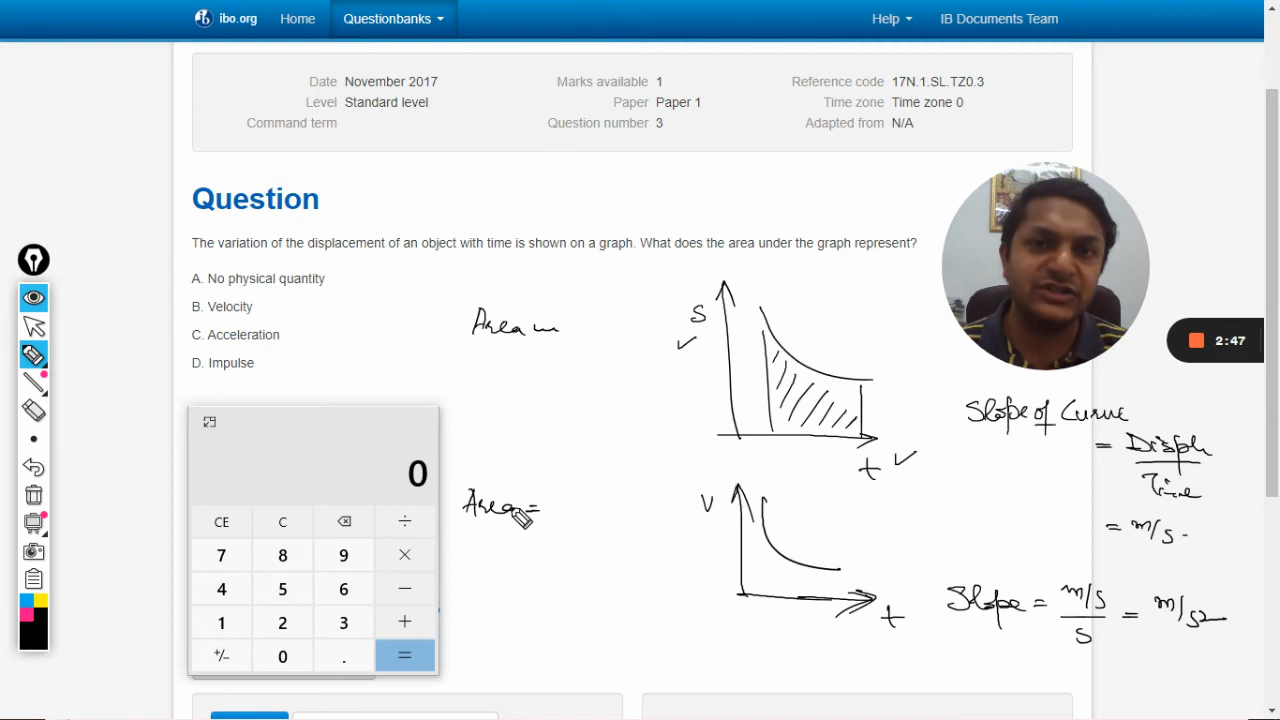 ibo.org Home Questionbanks Help IB Documents Team
Date November 2017 Marks available 1 Reference code 17N.1.SL.TZ0.3
Level Standard level Paper Paper 1 Time zone Time zone 0
Command term Question number 3 Adapted from N/A
Question
The variation of the displacement of an object with time is shown on a graph. What does the area under the graph represent?
A. No physical quantity
B. Velocity
C. Acceleration
D. Impulse
Area
S
t
Slope of Curve
= Displ
Time
= m/s
2:47
0
CE C ÷
7 8 9 ×
4 5 6 −
1 2 3 +
+/− 0 . =
Area =
V
t
Slope = m/s
s
= m/s2